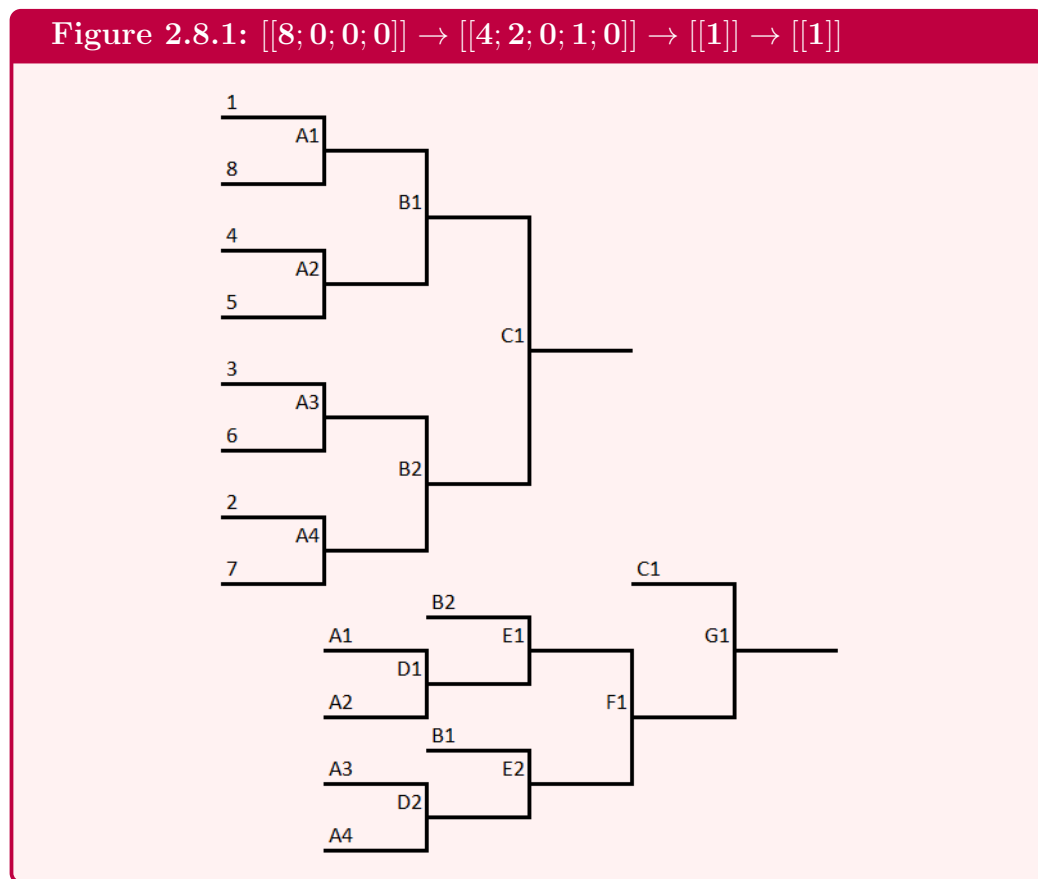 Figure 2.8.1: [[8; 0; 0; 0]] → [[4; 2; 0; 1; 0]] → [[1]] → [[1]]
1
A1
8
B1
4
A2
5
C1
3
A3
6
B2
2
A4
7
C1
B2
A1
E1
G1
D1
A2
F1
B1
A3
E2
D2
A4